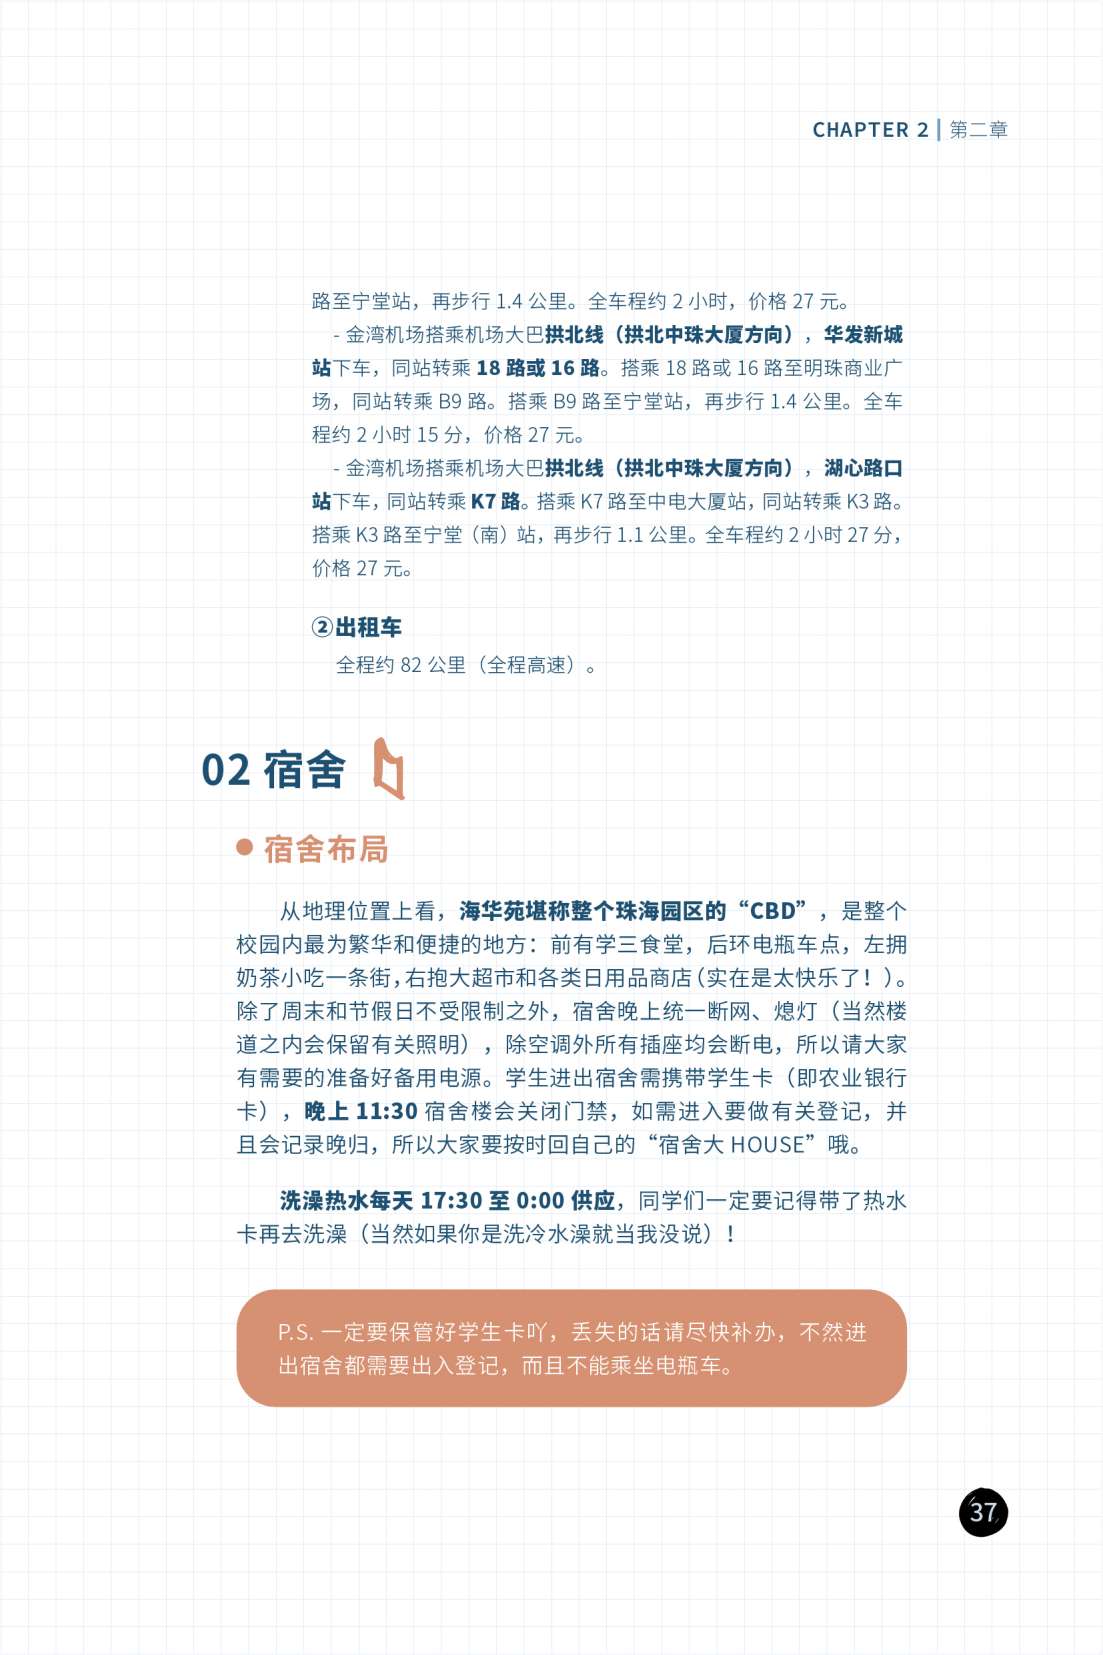 CHAPTER 2 | 第二章
路至宁堂站，再步行 1.4 公里。全车程约 2 小时，价格 27 元。
- 金湾机场搭乘机场大巴拱北线（拱北中珠大厦方向），华发新城
站下车，同站转乘 18 路或 16 路。搭乘 18 路或 16 路至明珠商业广
场，同站转乘 B9 路。搭乘 B9 路至宁堂站，再步行 1.4 公里。全车
程约 2 小时 15 分，价格 27 元。
- 金湾机场搭乘机场大巴拱北线（拱北中珠大厦方向），湖心路口
站下车，同站转乘 K7 路。搭乘 K7 路至中电大厦站，同站转乘 K3 路。
搭乘 K3 路至宁堂（南）站，再步行 1.1 公里。全车程约 2 小时 27 分，
价格 27 元。
②出租车
全程约 82 公里（全程高速）。
02 宿舍
● 宿舍布局
从地理位置上看，海华苑堪称整个珠海园区的“CBD”，是整个
校园内最为繁华和便捷的地方：前有学三食堂，后环电瓶车点，左拥
奶茶小吃一条街，右抱大超市和各类日用品商店（实在是太快乐了！）。
除了周末和节假日不受限制之外，宿舍晚上统一断网、熄灯（当然楼
道之内会保留有关照明），除空调外所有插座均会断电，所以请大家
有需要的准备好备用电源。学生进出宿舍需携带学生卡（即农业银行
卡），晚上 11:30 宿舍楼会关闭门禁，如需进入要做有关登记，并
且会记录晚归，所以大家要按时回自己的“宿舍大 HOUSE”哦。
洗澡热水每天 17:30 至 0:00 供应，同学们一定要记得带了热水
卡再去洗澡（当然如果你是洗冷水澡就当我没说）！
P.S. 一定要保管好学生卡吖，丢失的话请尽快补办，不然进
出宿舍都需要出入登记，而且不能乘坐电瓶车。
37